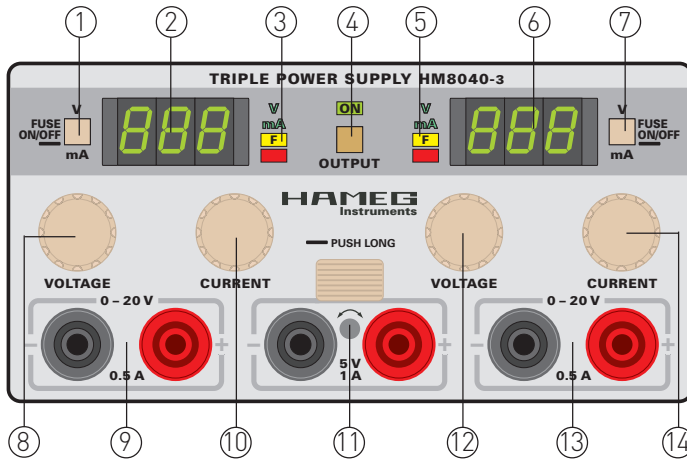 1 2 3 4 5 6 7
TRIPLE POWER SUPPLY HM8040-3
V V ON V V
FUSE ON/OFF mA 888 mA F OUTPUT mA F 888 mA FUSE ON/OFF
HAMEG
Instruments
PUSH LONG
VOLTAGE CURRENT VOLTAGE CURRENT
0 – 20 V 0 – 20 V
– + – + – +
0.5 A 5 V 1 A 0.5 A
8 9 10 11 12 13 14